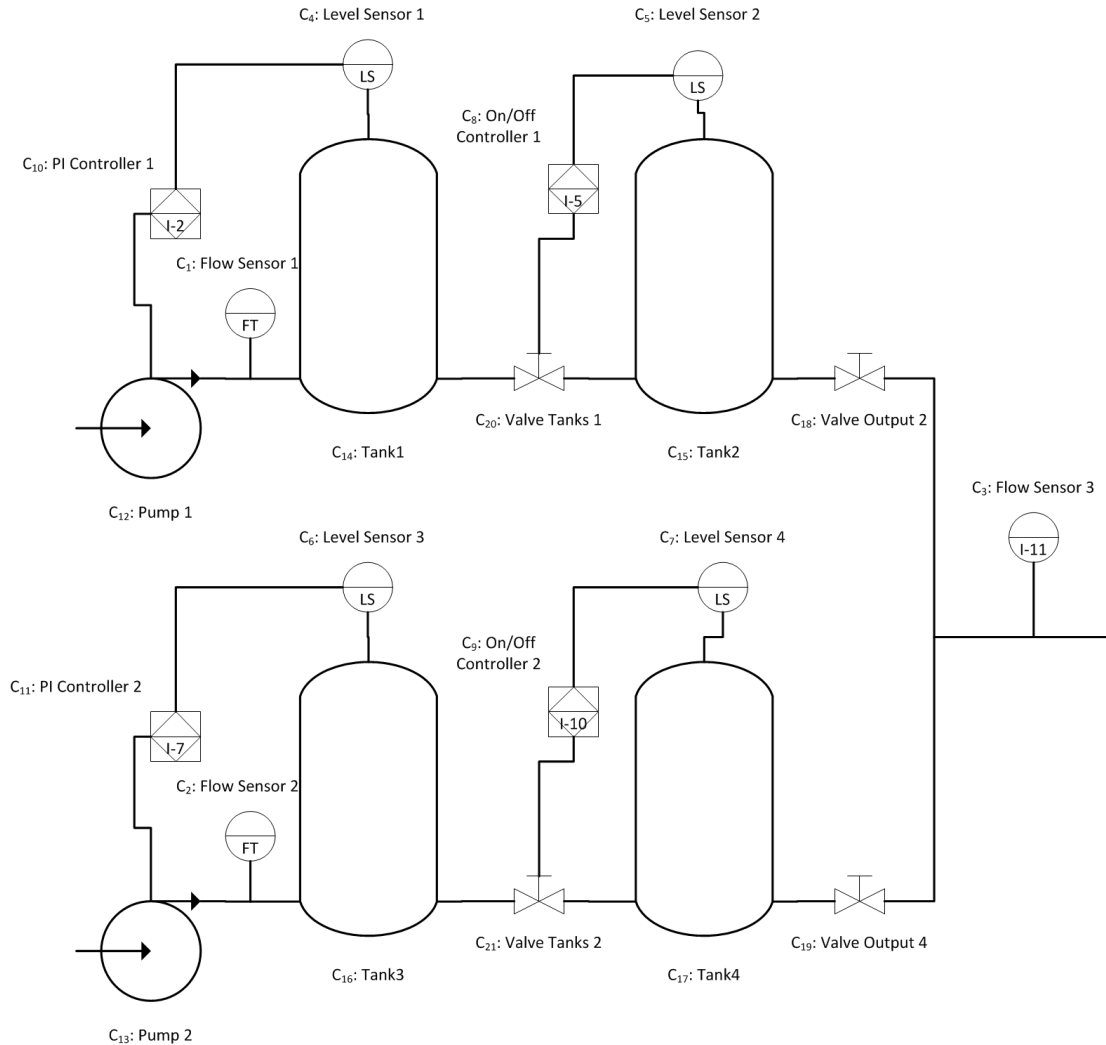 C₄: Level Sensor 1
C₅: Level Sensor 2
LS
LS
C₈: On/Off
Controller 1
C₁₀: PI Controller 1
I-5
I-2
C₁: Flow Sensor 1
FT
C₂₀: Valve Tanks 1
C₁₈: Valve Output 2
C₁₄: Tank1
C₁₅: Tank2
C₃: Flow Sensor 3
C₁₂: Pump 1
C₆: Level Sensor 3
C₇: Level Sensor 4
I-11
LS
LS
C₉: On/Off
Controller 2
C₁₁: PI Controller 2
I-10
I-7
C₂: Flow Sensor 2
FT
C₂₁: Valve Tanks 2
C₁₉: Valve Output 4
C₁₆: Tank3
C₁₇: Tank4
C₁₃: Pump 2